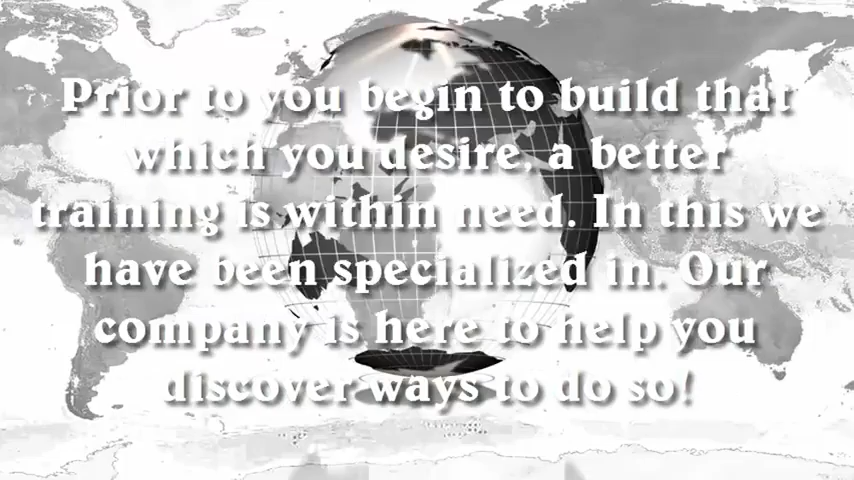 Prior to you begin to build that
which you desire, a better
training is within need. In this we
have been specialized in. Our
company is here to help you
discover ways to do so!